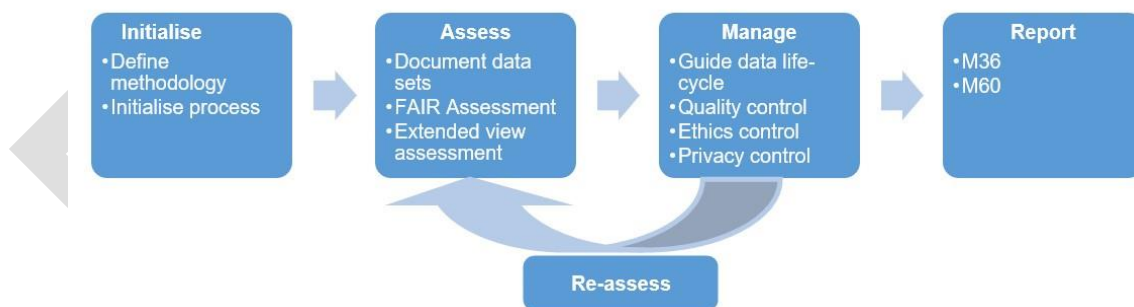 Initialise
•Define
methodology
•Initialise process
Assess
•Document data
sets
•FAIR Assessment
•Extended view
assessment
Manage
•Guide data life-
cycle
•Quality control
•Ethics control
•Privacy control
Report
•M36
•M60
Re-assess